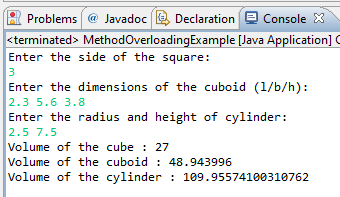 Problems @ Javadoc Declaration Console
<terminated> MethodOverloadingExample [Java Application]
Enter the side of the square:
3
Enter the dimensions of the cuboid (l/b/h):
2.3 5.6 3.8
Enter the radius and height of cylinder:
2.5 7.5
Volume of the cube : 27
Volume of the cuboid : 48.943996
Volume of the cylinder : 109.95574100310762